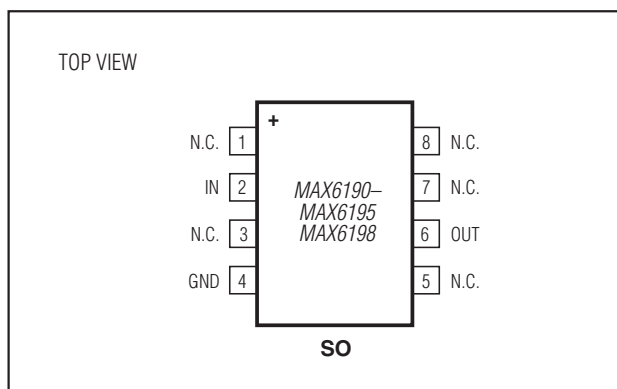 TOP VIEW
+
N.C. 1
8 N.C.
IN 2
7 N.C.
MAX6190–
MAX6195
MAX6198
N.C. 3
6 OUT
GND 4
5 N.C.
SO